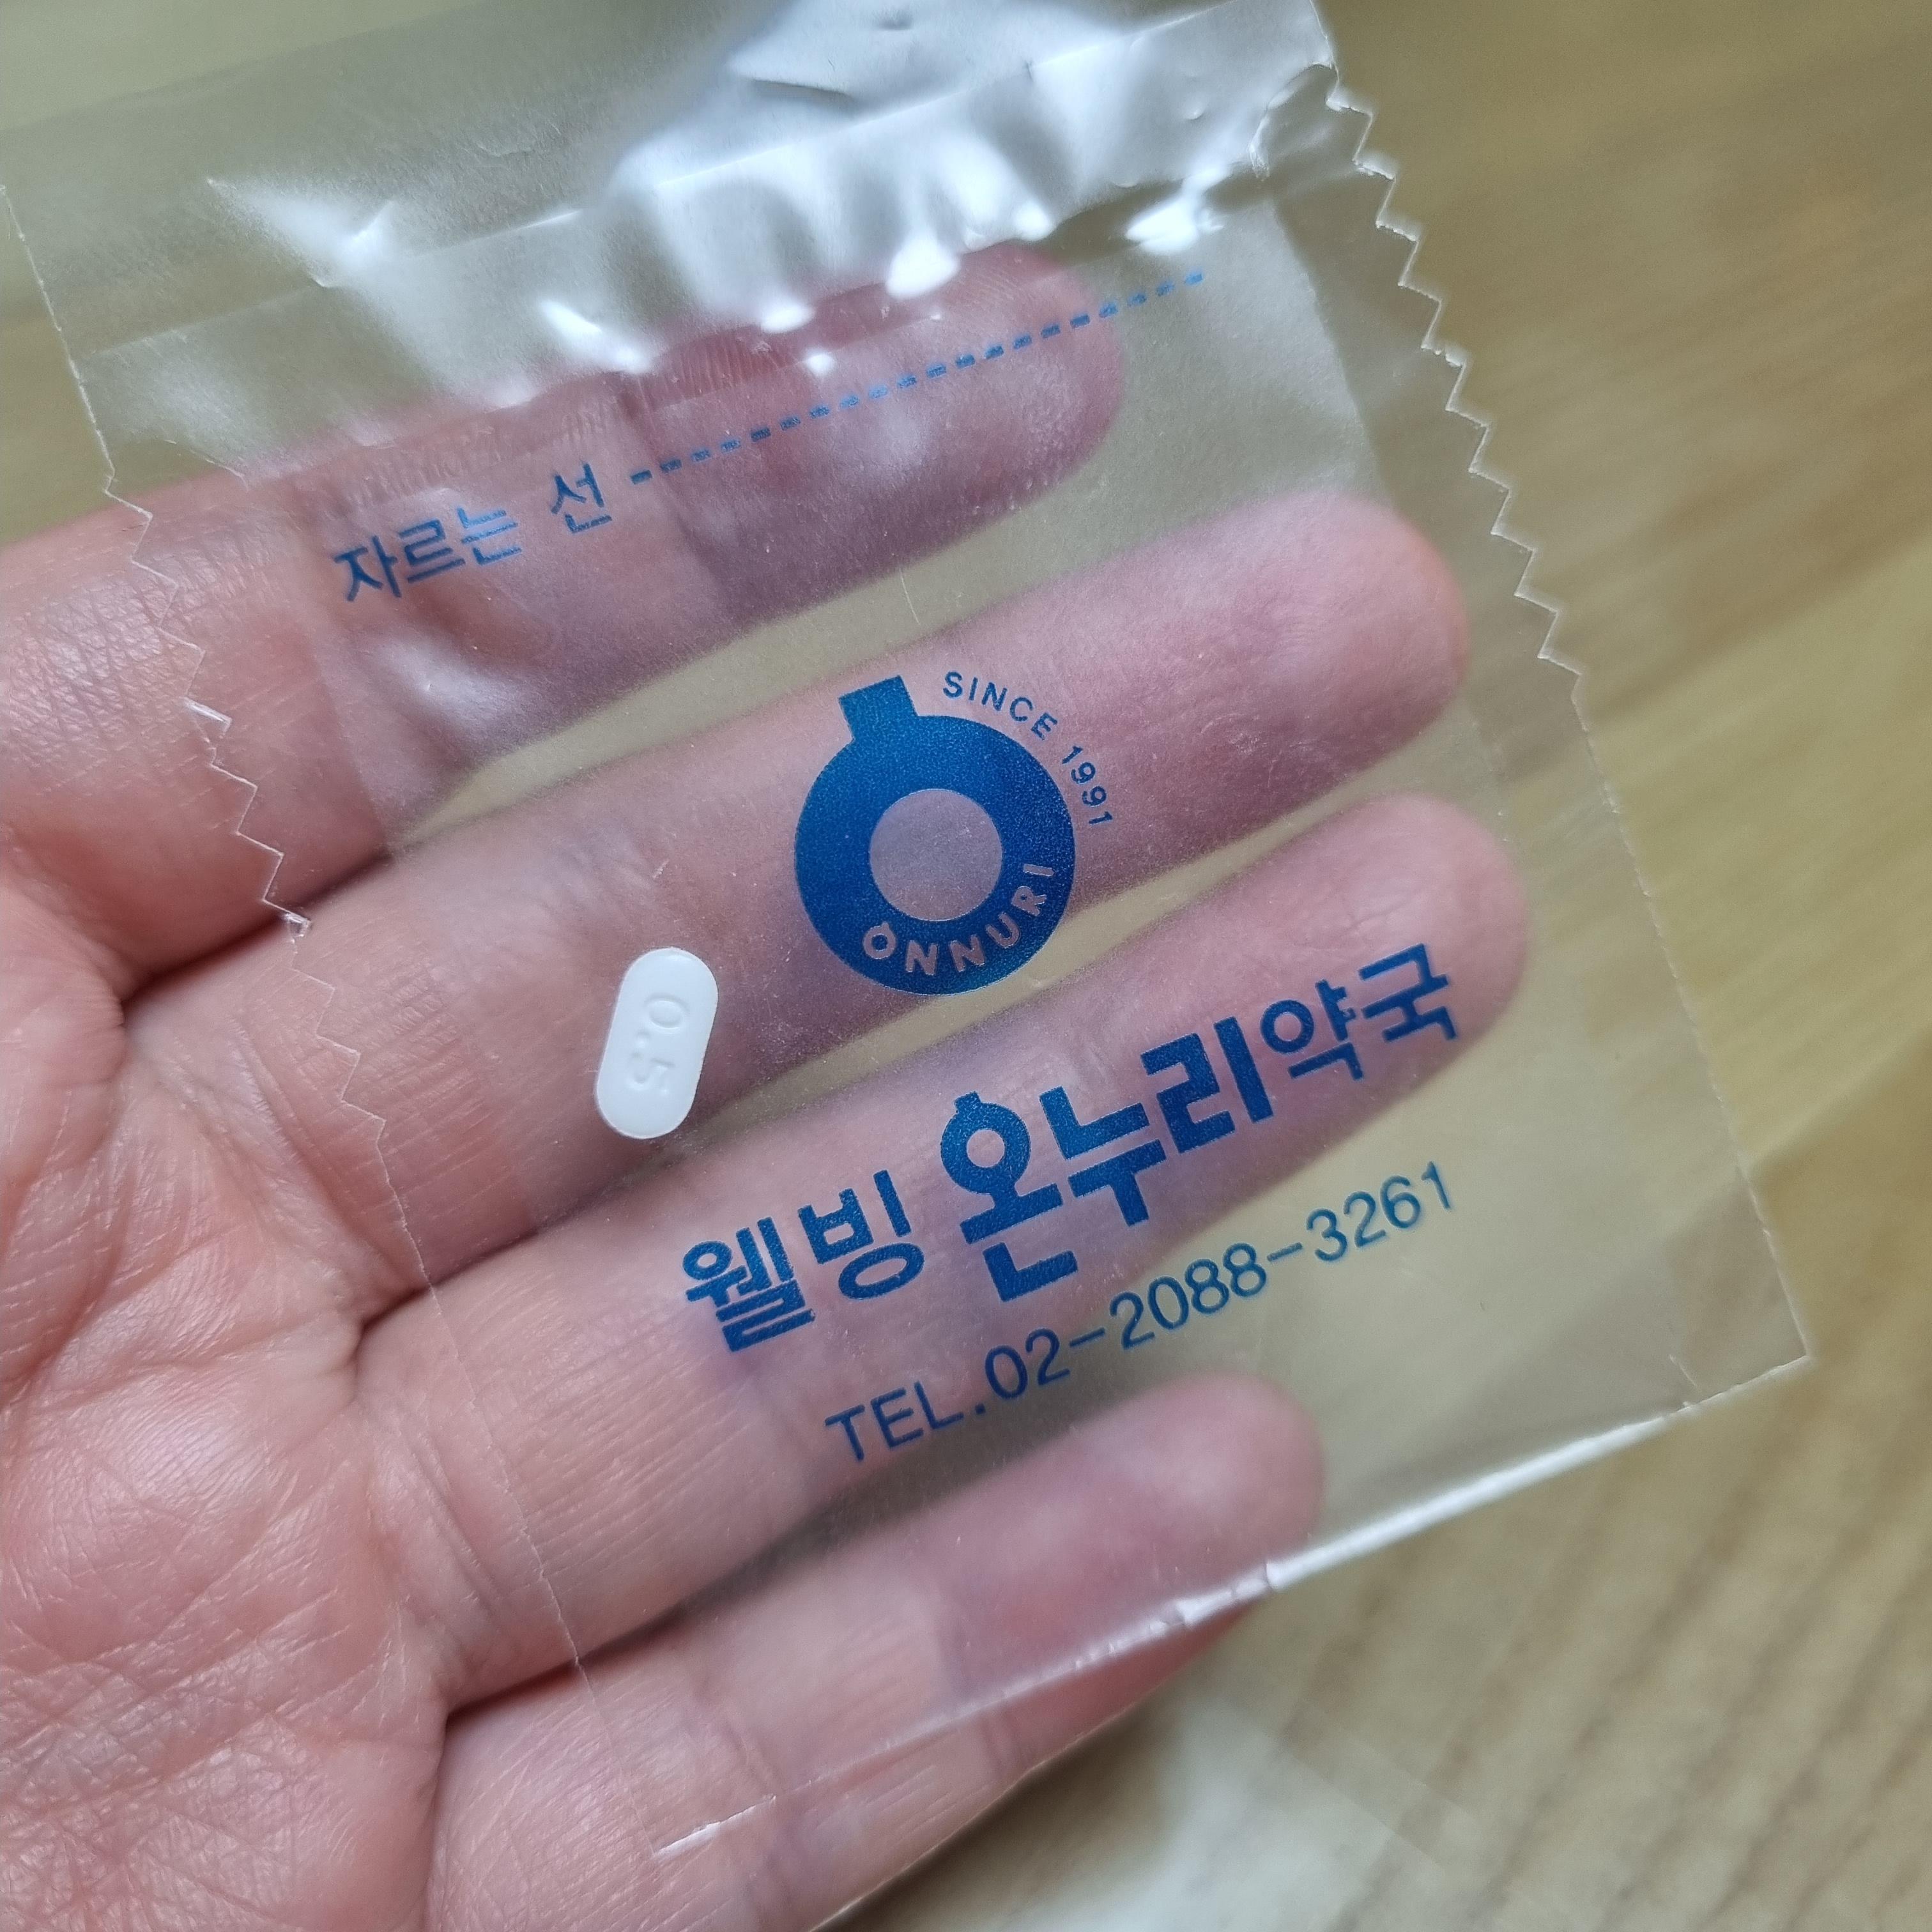 자르는 선
SINCE 1991
ONNURI
0.5
웰빙 온누리약국
TEL.02-2088-3261